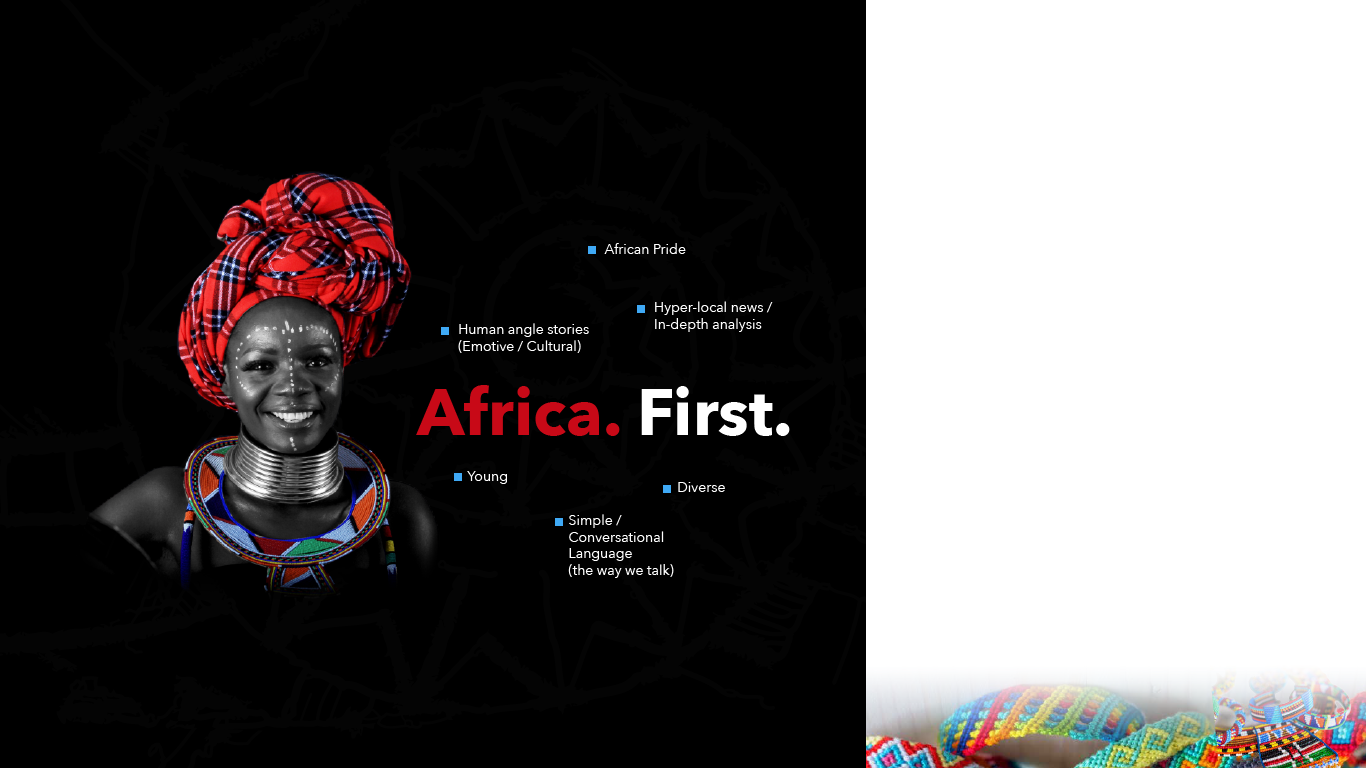 African Pride
Hyper-local news /
In-depth analysis
Human angle stories
(Emotive / Cultural)
Africa. First.
Young
Diverse
Simple /
Conversational
Language
(the way we talk)